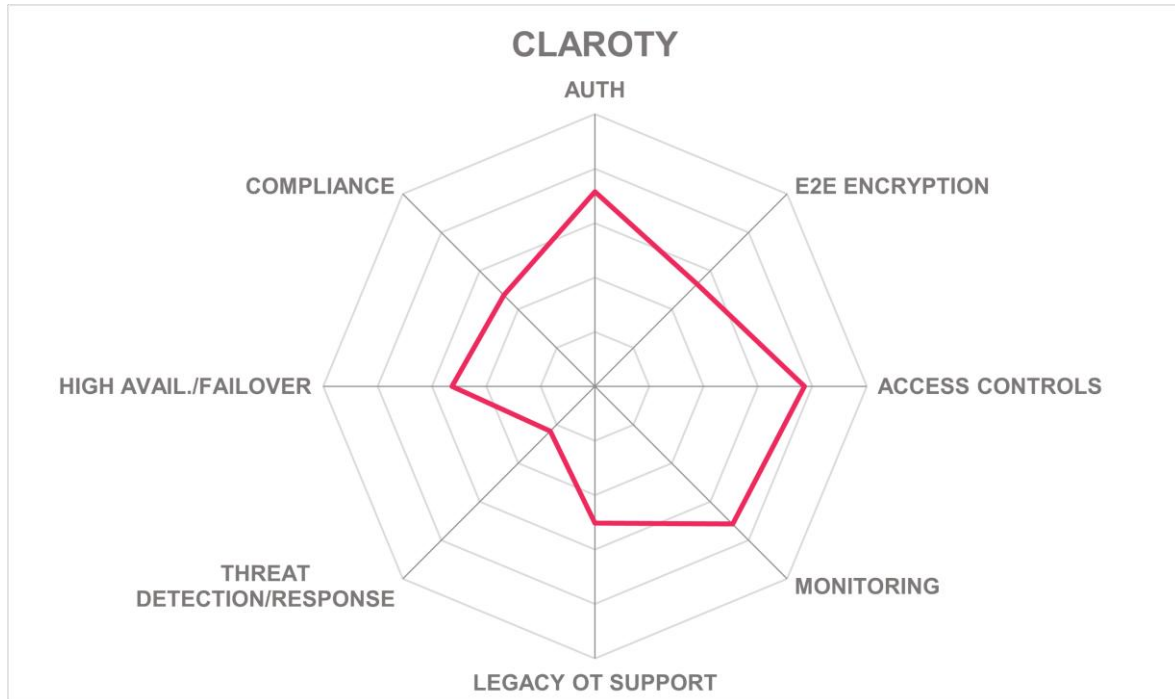 CLAROTY
AUTH
COMPLIANCE
E2E ENCRYPTION
HIGH AVAIL./FAILOVER
ACCESS CONTROLS
THREAT
DETECTION/RESPONSE
MONITORING
LEGACY OT SUPPORT